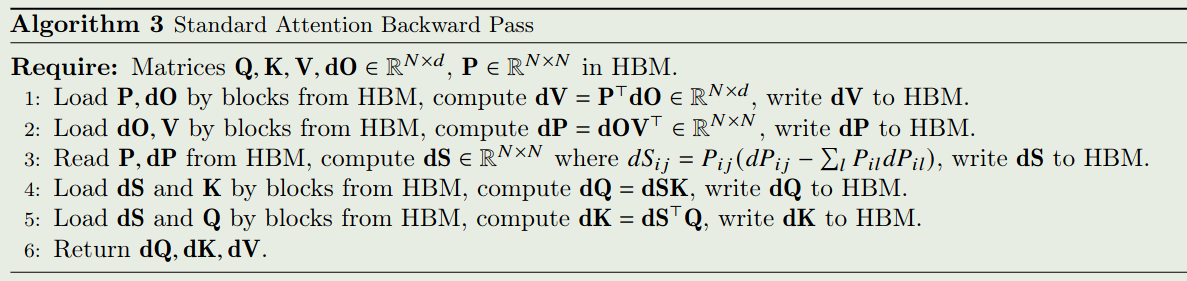 Algorithm 3 Standard Attention Backward Pass
Require: Matrices Q, K, V, dO ∈ ℝ^{N×d}, P ∈ ℝ^{N×N} in HBM.
1: Load P, dO by blocks from HBM, compute dV = P^⊤dO ∈ ℝ^{N×d}, write dV to HBM.
2: Load dO, V by blocks from HBM, compute dP = dOV^⊤ ∈ ℝ^{N×N}, write dP to HBM.
3: Read P, dP from HBM, compute dS ∈ ℝ^{N×N} where dS_{ij} = P_{ij}(dP_{ij} − ∑_l P_{il}dP_{il}), write dS to HBM.
4: Load dS and K by blocks from HBM, compute dQ = dSK, write dQ to HBM.
5: Load dS and Q by blocks from HBM, compute dK = dS^⊤Q, write dK to HBM.
6: Return dQ, dK, dV.